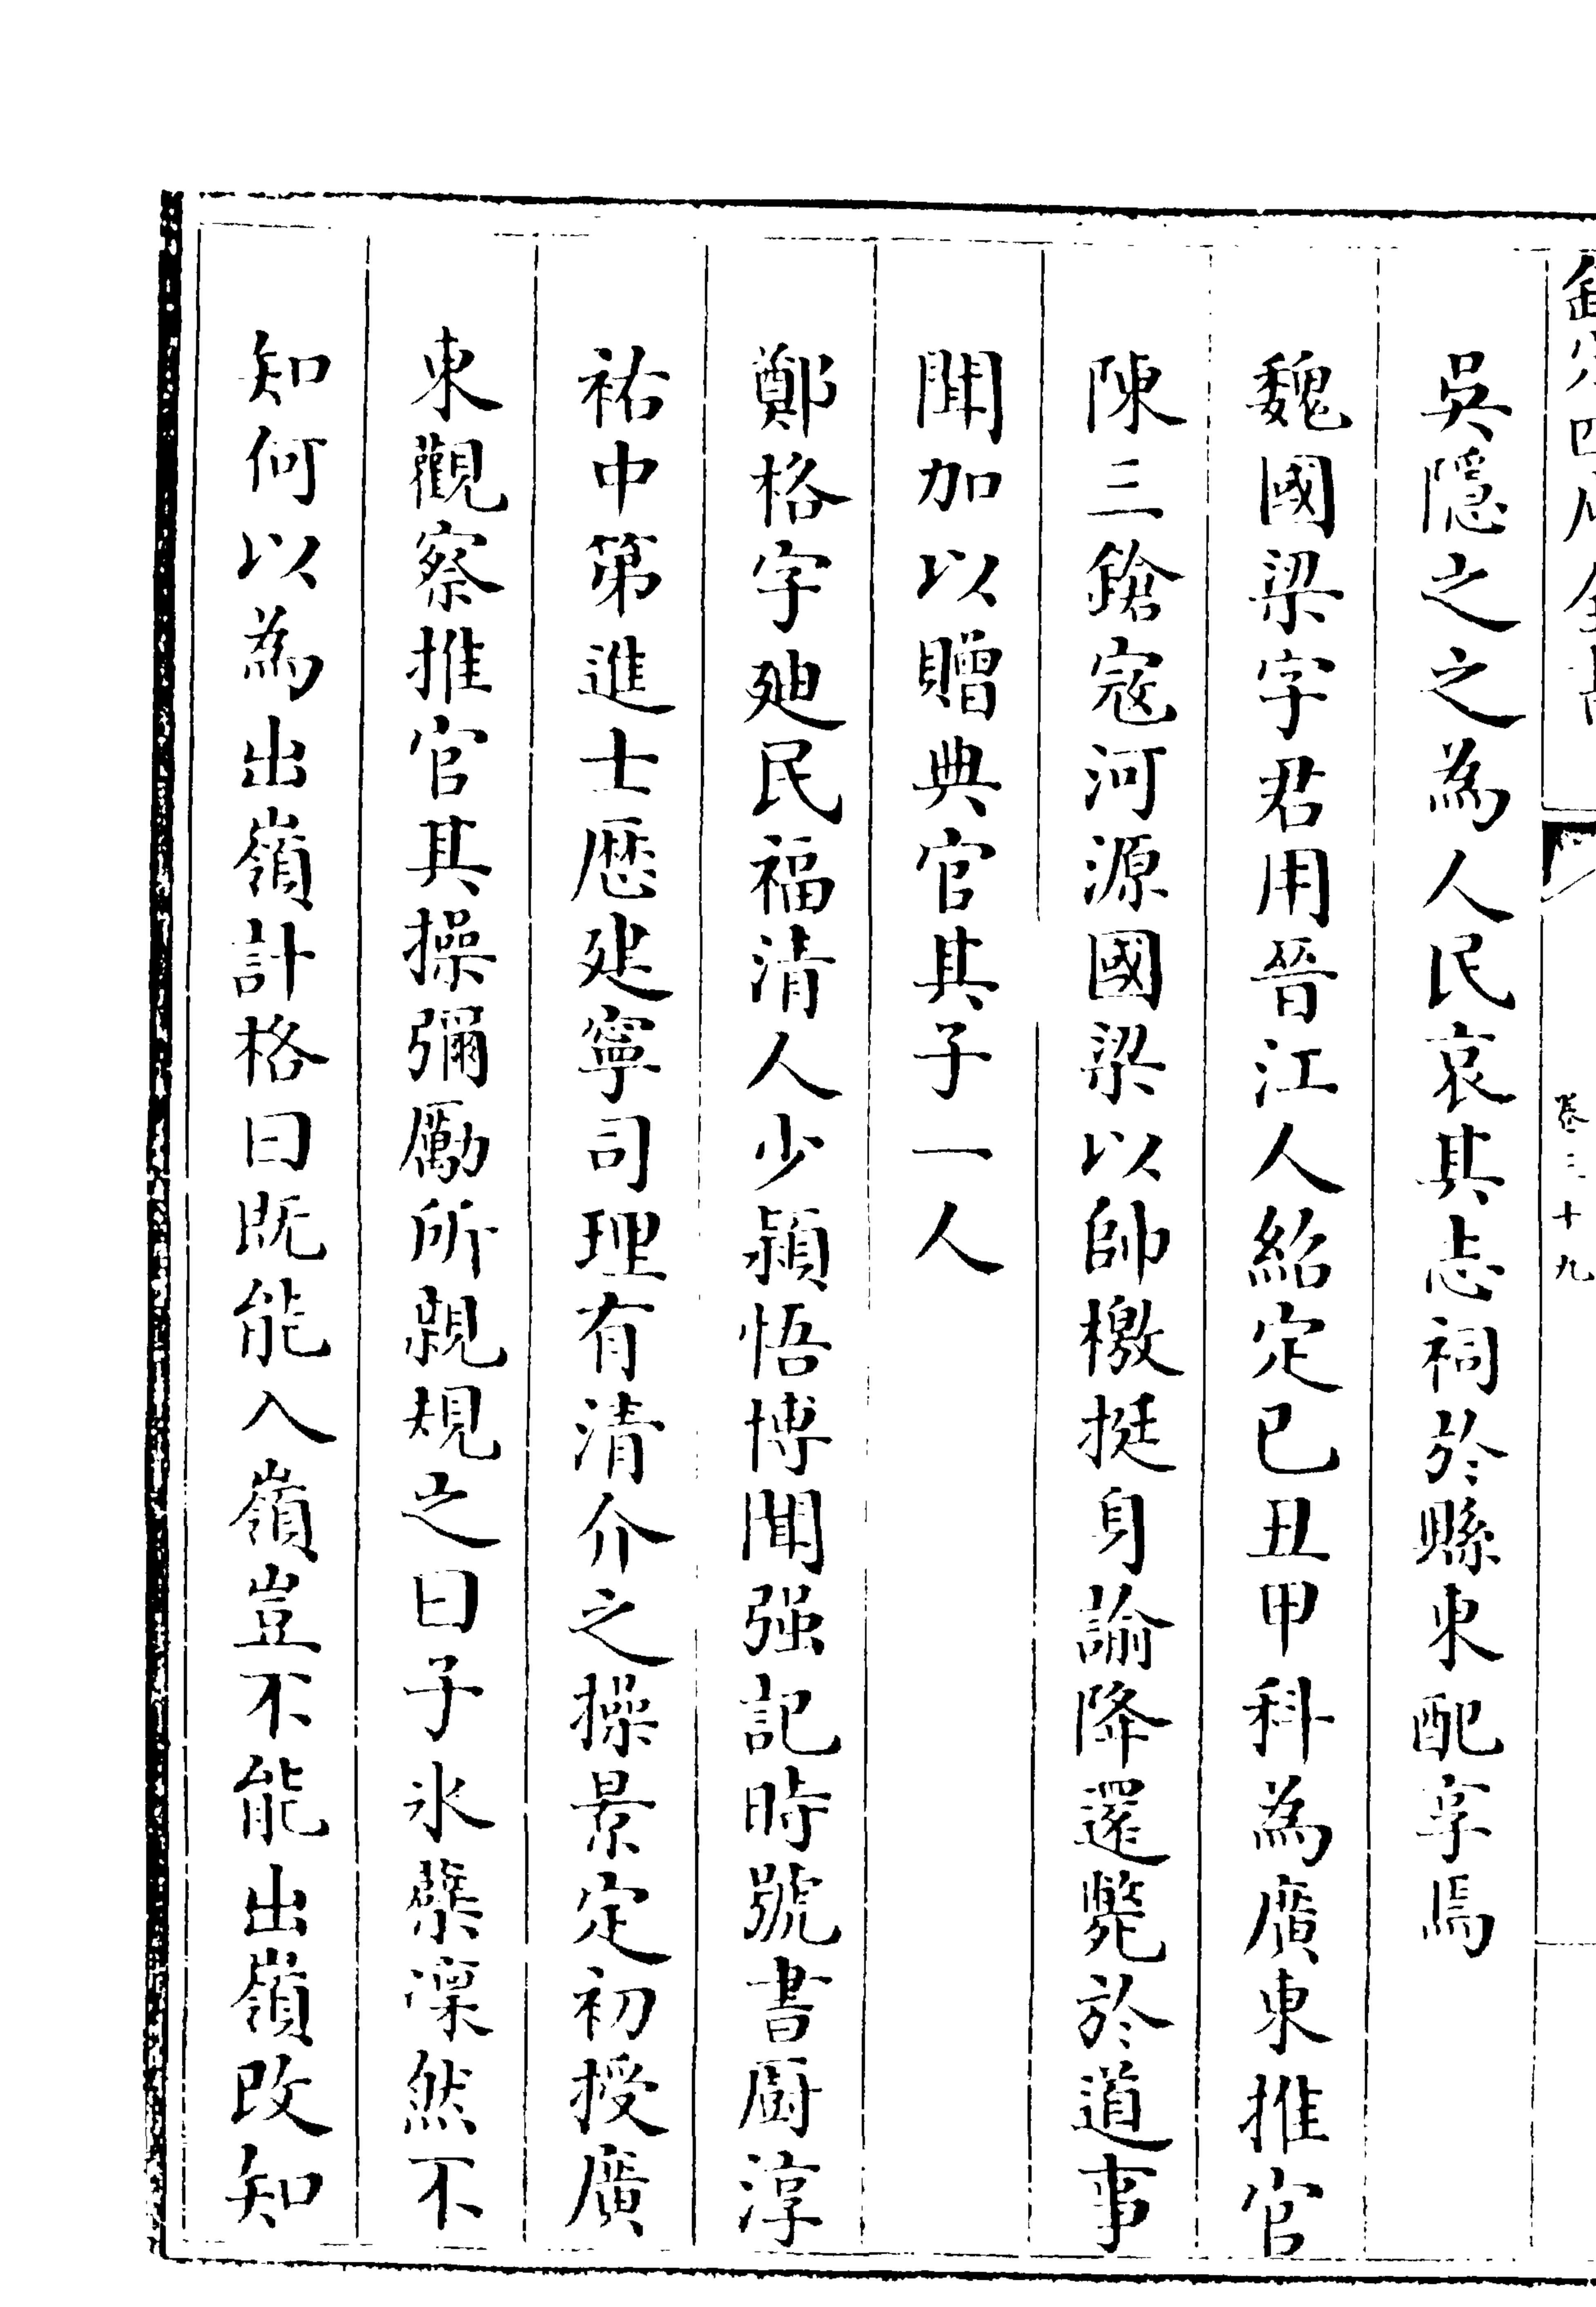 欽定四庫全書
卷三十九
吳隱之之為人民哀其志祠於縣東配享焉
魏國梁字君用晉江人紹定已丑甲科為廣東推官
陳三鎗寇河源國梁以帥檄挺身諭降還斃於道事
聞加以贈典官其子一人
鄭格字廸民福清人少潁悟博聞强記時號書厨淳
祐中第進士歷建寧司理有清介之操景定初授廣
東觀察推官其操彌勵所親規之曰子氷蘖凜然不
知何以為出嶺計格曰既能入嶺豈不能出嶺改知